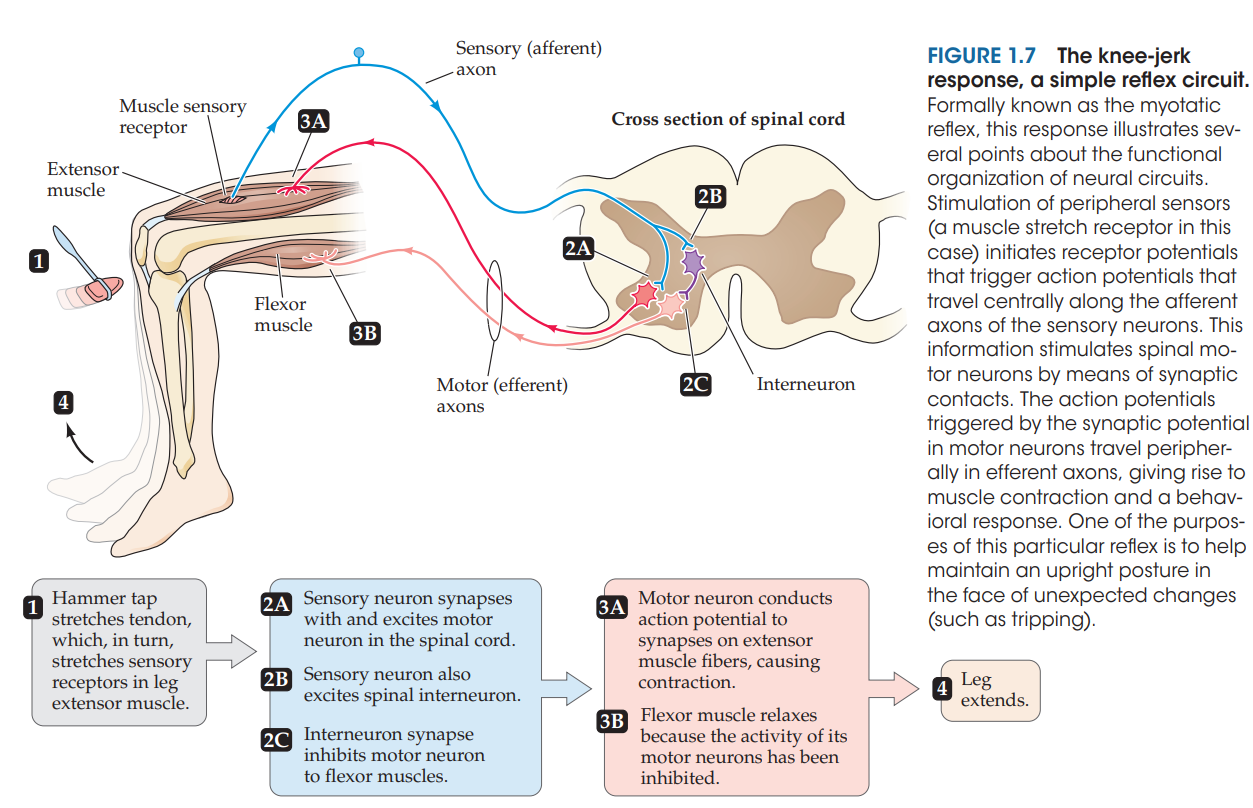 Sensory (afferent)
axon
Muscle sensory
receptor
3A
Cross section of spinal cord
Extensor
muscle
2B
2A
1
Flexor
muscle
3B
Motor (efferent)
axons
2C
Interneuron
4
FIGURE 1.7 The knee-jerk
response, a simple reflex circuit.
Formally known as the myotatic
reflex, this response illustrates sev-
eral points about the functional
organization of neural circuits.
Stimulation of peripheral sensors
(a muscle stretch receptor in this
case) initiates receptor potentials
that trigger action potentials that
travel centrally along the afferent
axons of the sensory neurons. This
information stimulates spinal mo-
tor neurons by means of synaptic
contacts. The action potentials
triggered by the synaptic potential
in motor neurons travel peripher-
ally in efferent axons, giving rise to
muscle contraction and a behav-
ioral response. One of the purpos-
es of this particular reflex is to help
maintain an upright posture in
the face of unexpected changes
(such as tripping).
1 Hammer tap
stretches tendon,
which, in turn,
stretches sensory
receptors in leg
extensor muscle.
2A Sensory neuron synapses
with and excites motor
neuron in the spinal cord.
2B Sensory neuron also
excites spinal interneuron.
2C Interneuron synapse
inhibits motor neuron
to flexor muscles.
3A Motor neuron conducts
action potential to
synapses on extensor
muscle fibers, causing
contraction.
3B Flexor muscle relaxes
because the activity of its
motor neurons has been
inhibited.
4 Leg
extends.